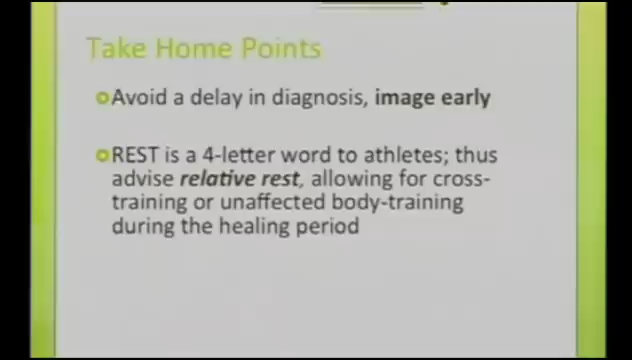 Take Home Points
Avoid a delay in diagnosis, image early
REST is a 4-letter word to athletes; thus
advise relative rest, allowing for cross-
training or unaffected body-training
during the healing period